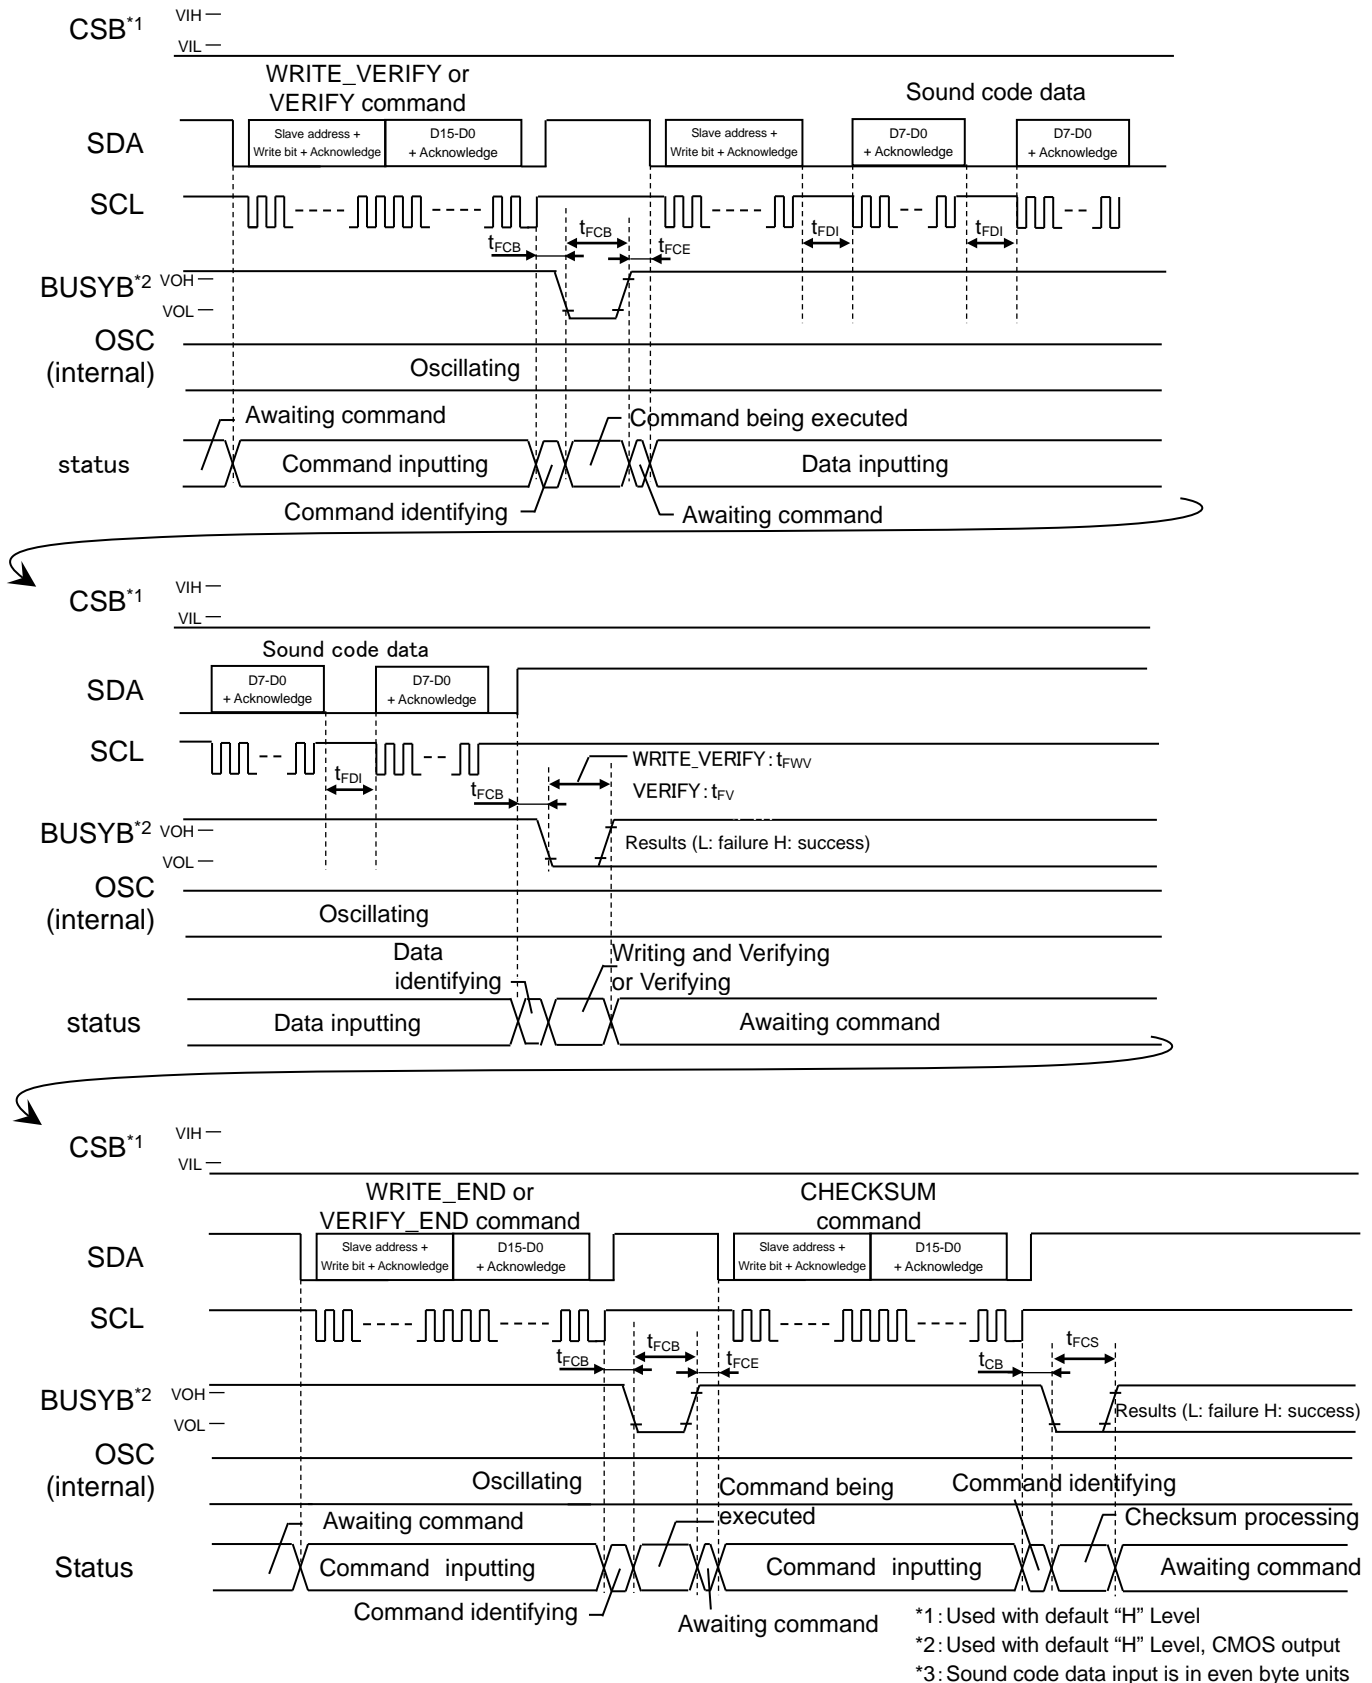 CSB*1
VIH
VIL
WRITE_VERIFY or
VERIFY command
Sound code data
SDA
Slave address +
Write bit + Acknowledge
D15-D0
+ Acknowledge
Slave address +
Write bit + Acknowledge
D7-D0
+ Acknowledge
D7-D0
+ Acknowledge
SCL
tFCB
tFCB
tFCE
tFDI
tFDI
BUSYB*2
VOH
VOL
OSC
(internal)
Oscillating
Awaiting command
Command being executed
status
Command inputting
Data inputting
Command identifying
Awaiting command
CSB*1
VIH
VIL
Sound code data
SDA
D7-D0
+ Acknowledge
D7-D0
+ Acknowledge
SCL
tFDI
tFCB
WRITE_VERIFY : tFWV
VERIFY : tFV
BUSYB*2
VOH
VOL
Results (L: failure H: success)
OSC
(internal)
Oscillating
Data
identifying
Writing and Verifying
or Verifying
status
Data inputting
Awaiting command
CSB*1
VIH
VIL
WRITE_END or
VERIFY_END command
CHECKSUM
command
SDA
Slave address +
Write bit + Acknowledge
D15-D0
+ Acknowledge
Slave address +
Write bit + Acknowledge
D15-D0
+ Acknowledge
SCL
tFCB
tFCB
tFCE
tCB
tFCS
BUSYB*2
VOH
VOL
Results (L: failure H: success)
OSC
(internal)
Oscillating
Command being
executed
Command identifying
Awaiting command
Checksum processing
Status
Command inputting
Command inputting
Awaiting command
Command identifying
Awaiting command
*1: Used with default “H” Level
*2: Used with default “H” Level, CMOS output
*3: Sound code data input is in even byte units